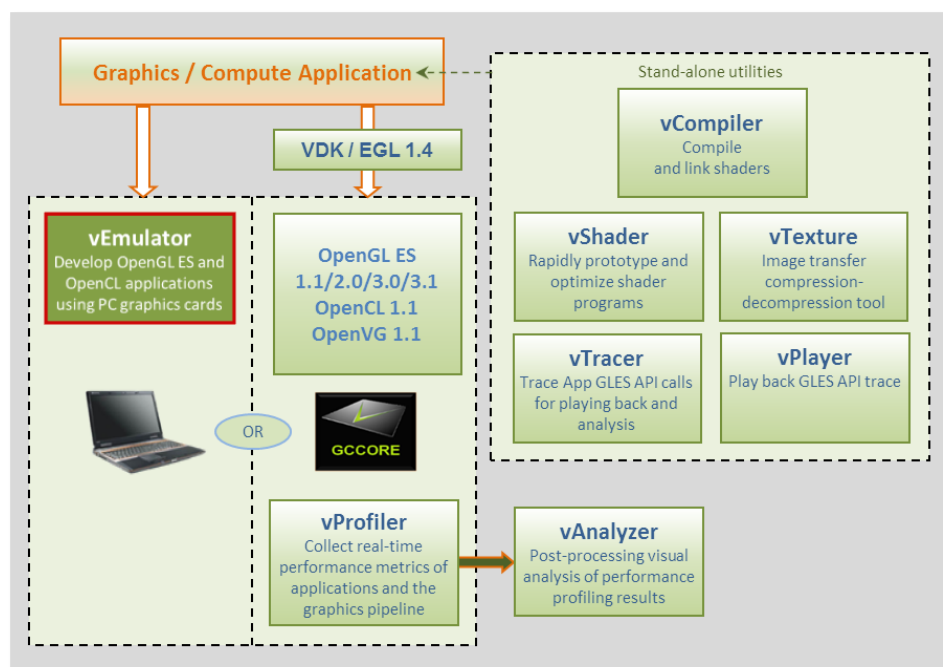 Graphics / Compute Application
VDK / EGL 1.4
vEmulator
Develop OpenGL ES and
OpenCL applications
using PC graphics cards
OpenGL ES
1.1/2.0/3.0/3.1
OpenCL 1.1
OpenVG 1.1
OR
GCCORE
vProfiler
Collect real-time
performance metrics of
applications and the
graphics pipeline
vAnalyzer
Post-processing visual
analysis of performance
profiling results
Stand-alone utilities
vCompiler
Compile
and link shaders
vShader
Rapidly prototype and
optimize shader
programs
vTexture
Image transfer
compression-
decompression tool
vTracer
Trace App GLES API calls
for playing back and
analysis
vPlayer
Play back GLES API trace